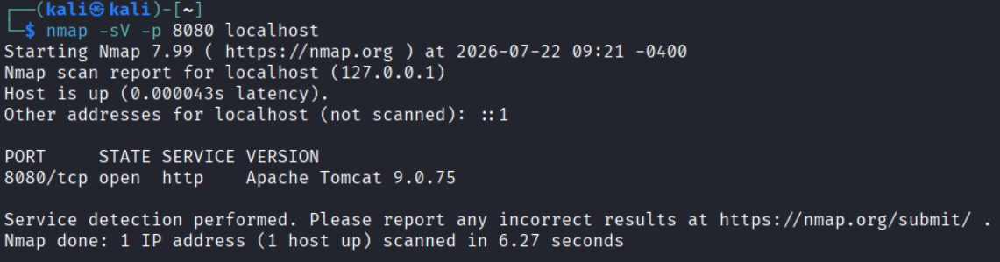 ┌──(kali㉿kali)-[~]
└─$ nmap -sV -p 8080 localhost
Starting Nmap 7.99 ( https://nmap.org ) at 2026-07-22 09:21 -0400
Nmap scan report for localhost (127.0.0.1)
Host is up (0.000043s latency).
Other addresses for localhost (not scanned): ::1

PORT     STATE SERVICE VERSION
8080/tcp open  http    Apache Tomcat 9.0.75

Service detection performed. Please report any incorrect results at https://nmap.org/submit/ .
Nmap done: 1 IP address (1 host up) scanned in 6.27 seconds